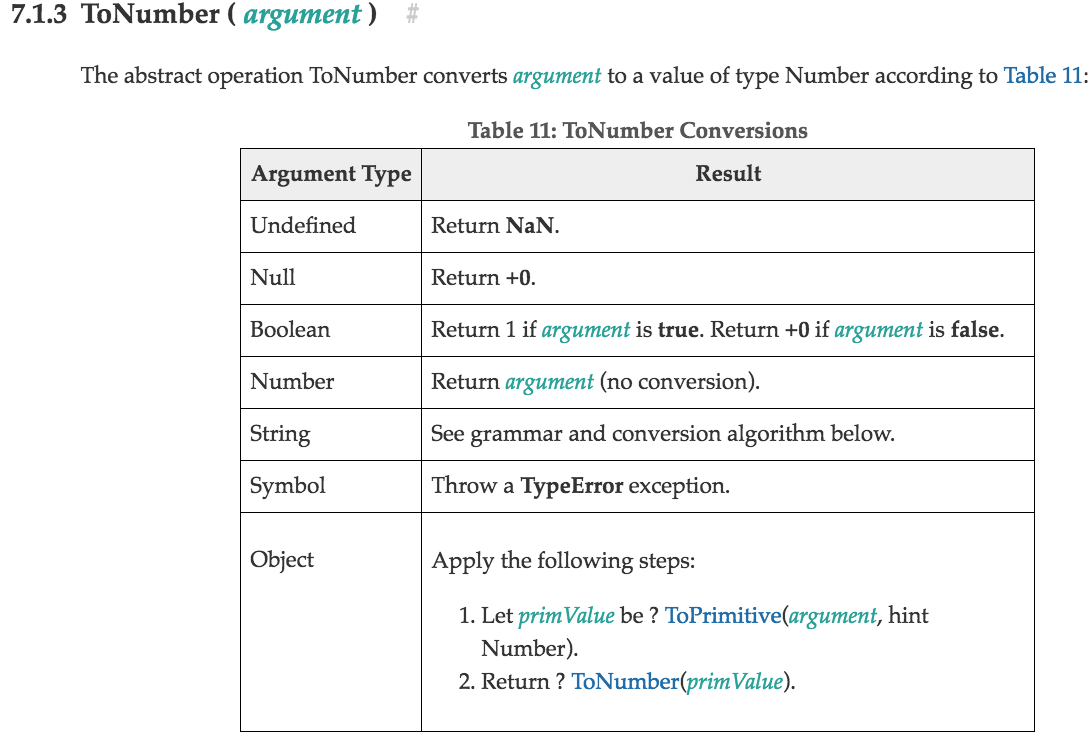 7.1.3 ToNumber ( argument ) #
The abstract operation ToNumber converts argument to a value of type Number according to Table 11:
Table 11: ToNumber Conversions
Argument Type Result
Undefined Return NaN.
Null Return +0.
Boolean Return 1 if argument is true. Return +0 if argument is false.
Number Return argument (no conversion).
String See grammar and conversion algorithm below.
Symbol Throw a TypeError exception.
Object Apply the following steps:
1. Let primValue be ? ToPrimitive(argument, hint
Number).
2. Return ? ToNumber(primValue).